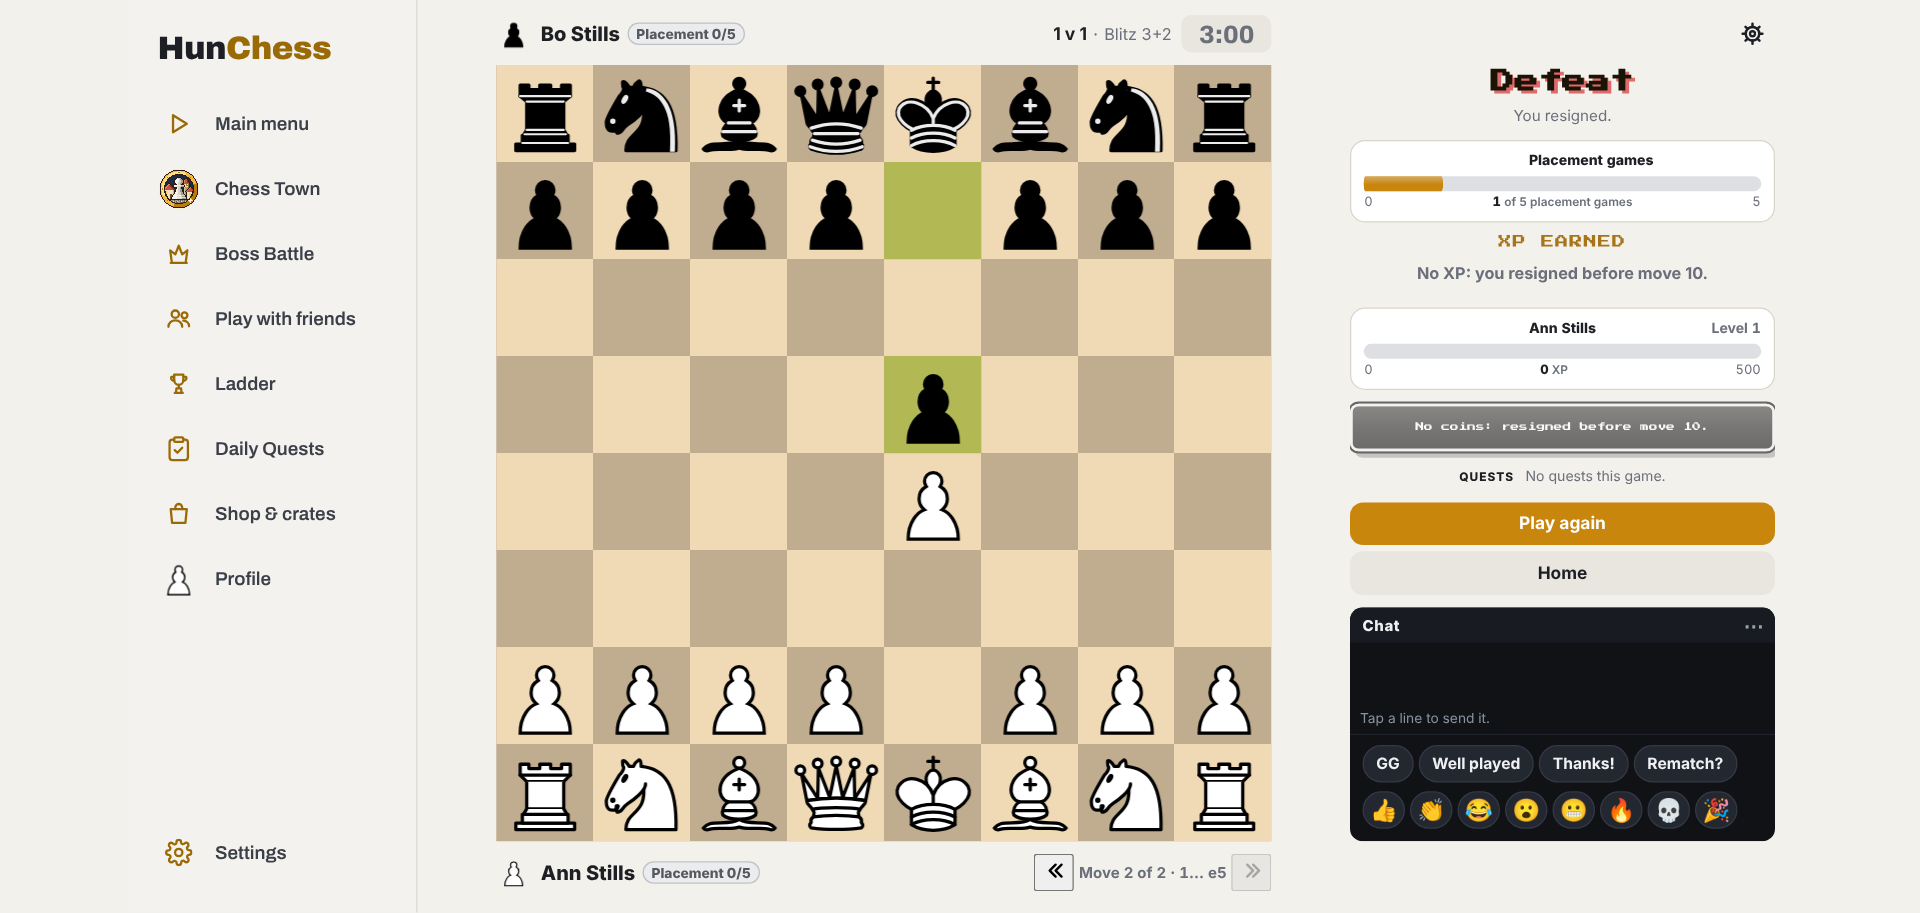 HunChess
Main menu
Chess Town
Boss Battle
Play with friends
Ladder
Daily Quests
Shop & crates
Profile
Settings
Bo Stills Placement 0/5
1 v 1 · Blitz 3+2 3:00
Ann Stills Placement 0/5
Move 2 of 2 · 1... e5
Defeat
You resigned.
Placement games
0 1 of 5 placement games 5
XP EARNED
No XP: you resigned before move 10.
Ann Stills Level 1
0 0 XP 500
No coins: resigned before move 10.
QUESTS No quests this game.
Play again
Home
Chat
Tap a line to send it.
GG Well played Thanks! Rematch?